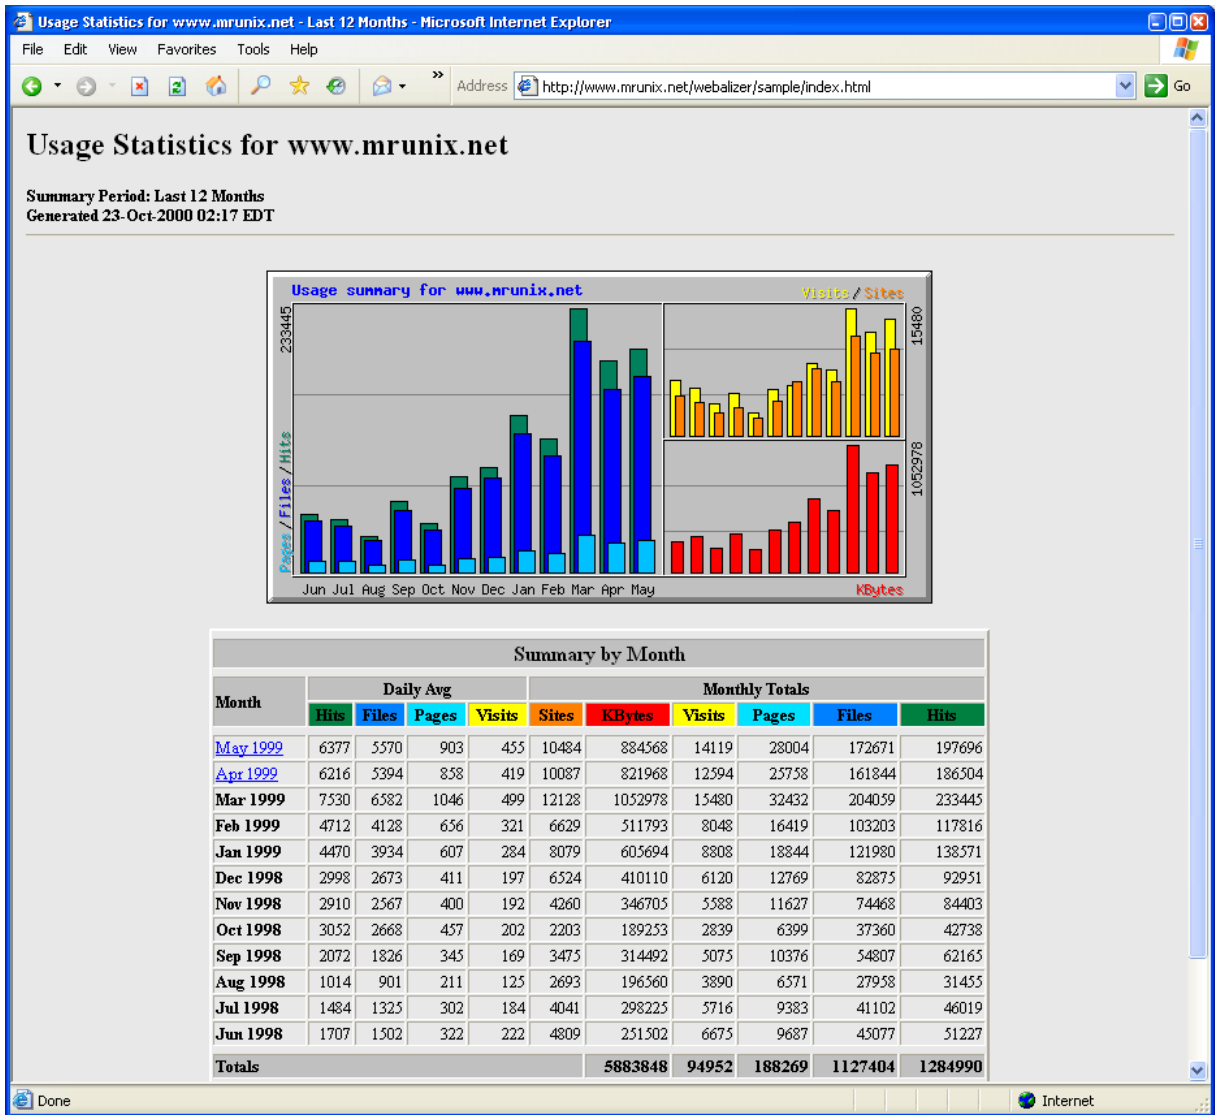 Usage Statistics for www.mrunix.net - Last 12 Months - Microsoft Internet Explorer
File Edit View Favorites Tools Help
» Address http://www.mrunix.net/webalizer/sample/index.html Go
Usage Statistics for www.mrunix.net
Summary Period: Last 12 Months
Generated 23-Oct-2000 02:17 EDT
Usage summary for www.mrunix.net
Visits / Sites
233445
Pages / Files / Hits
15480
1052978
Jun Jul Aug Sep Oct Nov Dec Jan Feb Mar Apr May
KBytes
Summary by Month
Month Daily Avg Monthly Totals
Hits Files Pages Visits Sites KBytes Visits Pages Files Hits
May 1999 6377 5570 903 455 10484 884568 14119 28004 172671 197696
Apr 1999 6216 5394 858 419 10087 821968 12594 25758 161844 186504
Mar 1999 7530 6582 1046 499 12128 1052978 15480 32432 204059 233445
Feb 1999 4712 4128 656 321 6629 511793 8048 16419 103203 117816
Jan 1999 4470 3934 607 284 8079 605694 8808 18844 121980 138571
Dec 1998 2998 2673 411 197 6524 410110 6120 12769 82875 92951
Nov 1998 2910 2567 400 192 4260 346705 5588 11627 74468 84403
Oct 1998 3052 2668 457 202 2203 189253 2839 6399 37360 42738
Sep 1998 2072 1826 345 169 3475 314492 5075 10376 54807 62165
Aug 1998 1014 901 211 125 2693 196560 3890 6571 27958 31455
Jul 1998 1484 1325 302 184 4041 298225 5716 9383 41102 46019
Jun 1998 1707 1502 322 222 4809 251502 6675 9687 45077 51227
Totals 5883848 94952 188269 1127404 1284990
Done Internet